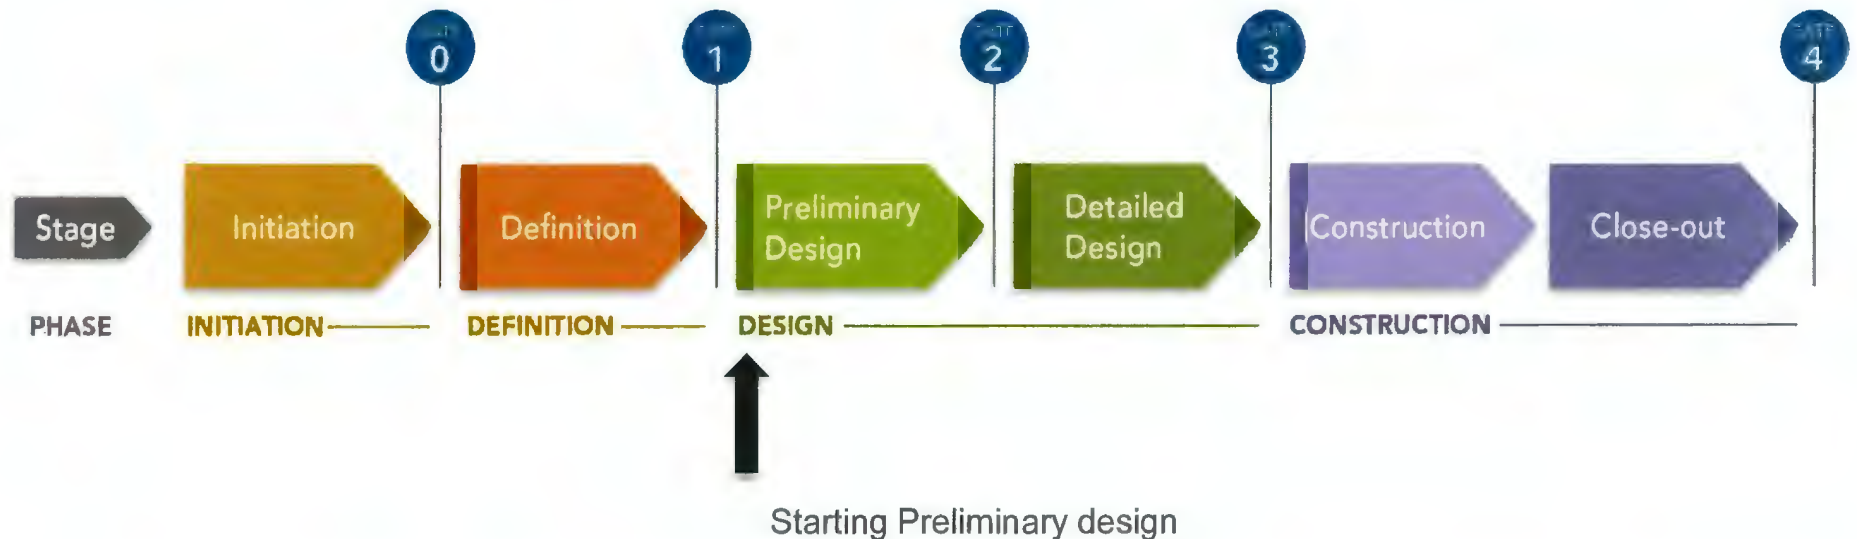 0
1
2
3
4
Stage
Initiation
Definition
Preliminary
Design
Detailed
Design
Construction
Close-out
PHASE
INITIATION
DEFINITION
DESIGN
CONSTRUCTION
Starting Preliminary design